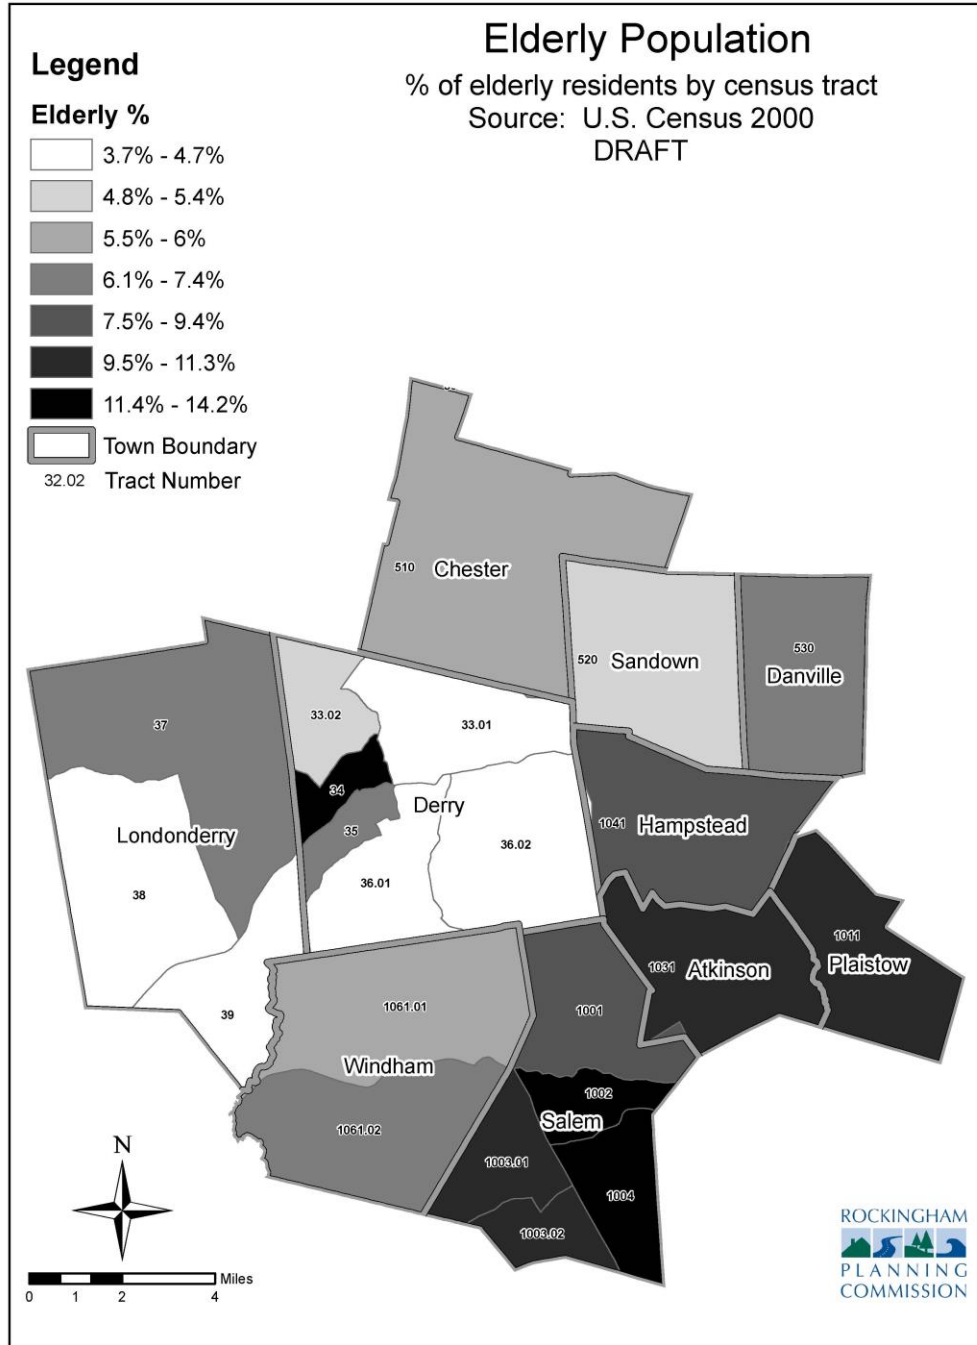 Elderly Population
% of elderly residents by census tract
Source: U.S. Census 2000
DRAFT
Legend
Elderly %
3.7% - 4.7%
4.8% - 5.4%
5.5% - 6%
6.1% - 7.4%
7.5% - 9.4%
9.5% - 11.3%
11.4% - 14.2%
Town Boundary
32.02 Tract Number
510 Chester
520 Sandown
530
Danville
37
33.02
33.01
34
Derry
35
Londonderry
36.02
36.01
38
39
1041 Hampstead
1011
Plaistow
1031 Atkinson
1001
1061.01
Windham
1061.02
1002
Salem
1003.01
1004
1003.02
N
Miles
0 1 2 4
ROCKINGHAM
PLANNING
COMMISSION